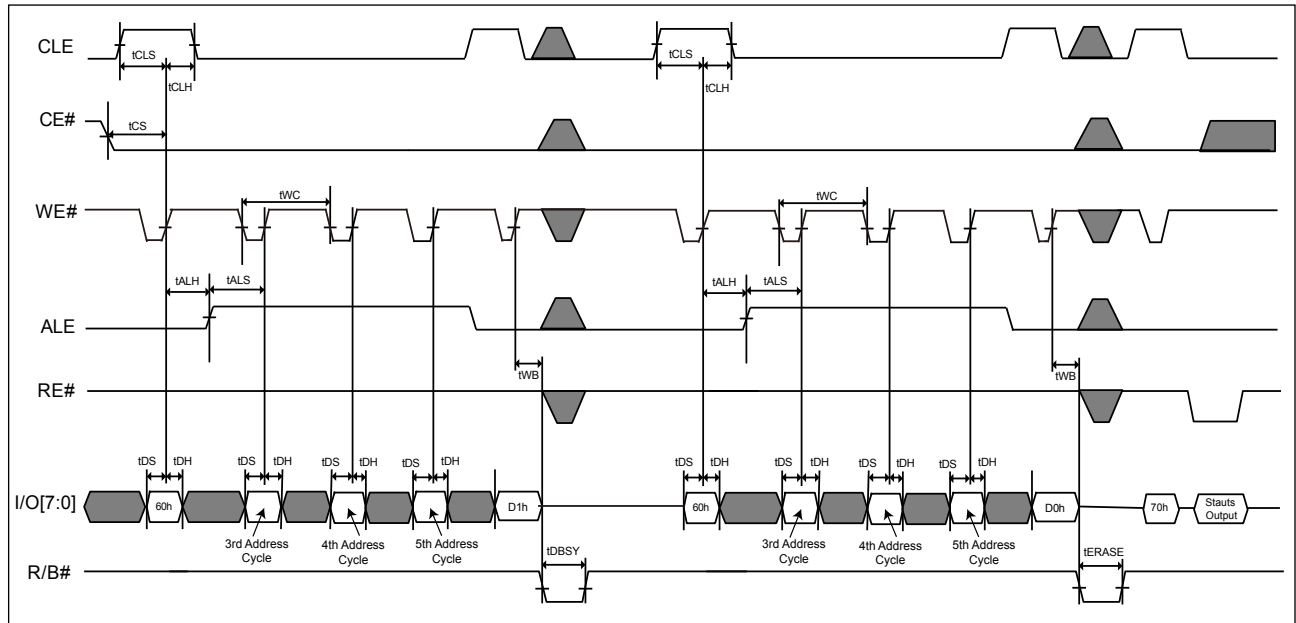 CLE
tCLS
tCLH
tCLS
tCLH
CE#
tCS
WE#
tWC
tWC
ALE
tALH
tALS
tALH
tALS
RE#
tWB
tWB
I/O[7:0]
tDS
tDH
tDS
tDH
tDS
tDH
tDS
tDH
tDS
tDH
tDS
tDH
tDS
tDH
tDS
tDH
60h
D1h
60h
D0h
70h
Stauts
Output
3rd Address
Cycle
4th Address
Cycle
5th Address
Cycle
3rd Address
Cycle
4th Address
Cycle
5th Address
Cycle
R/B#
tDBSY
tERASE